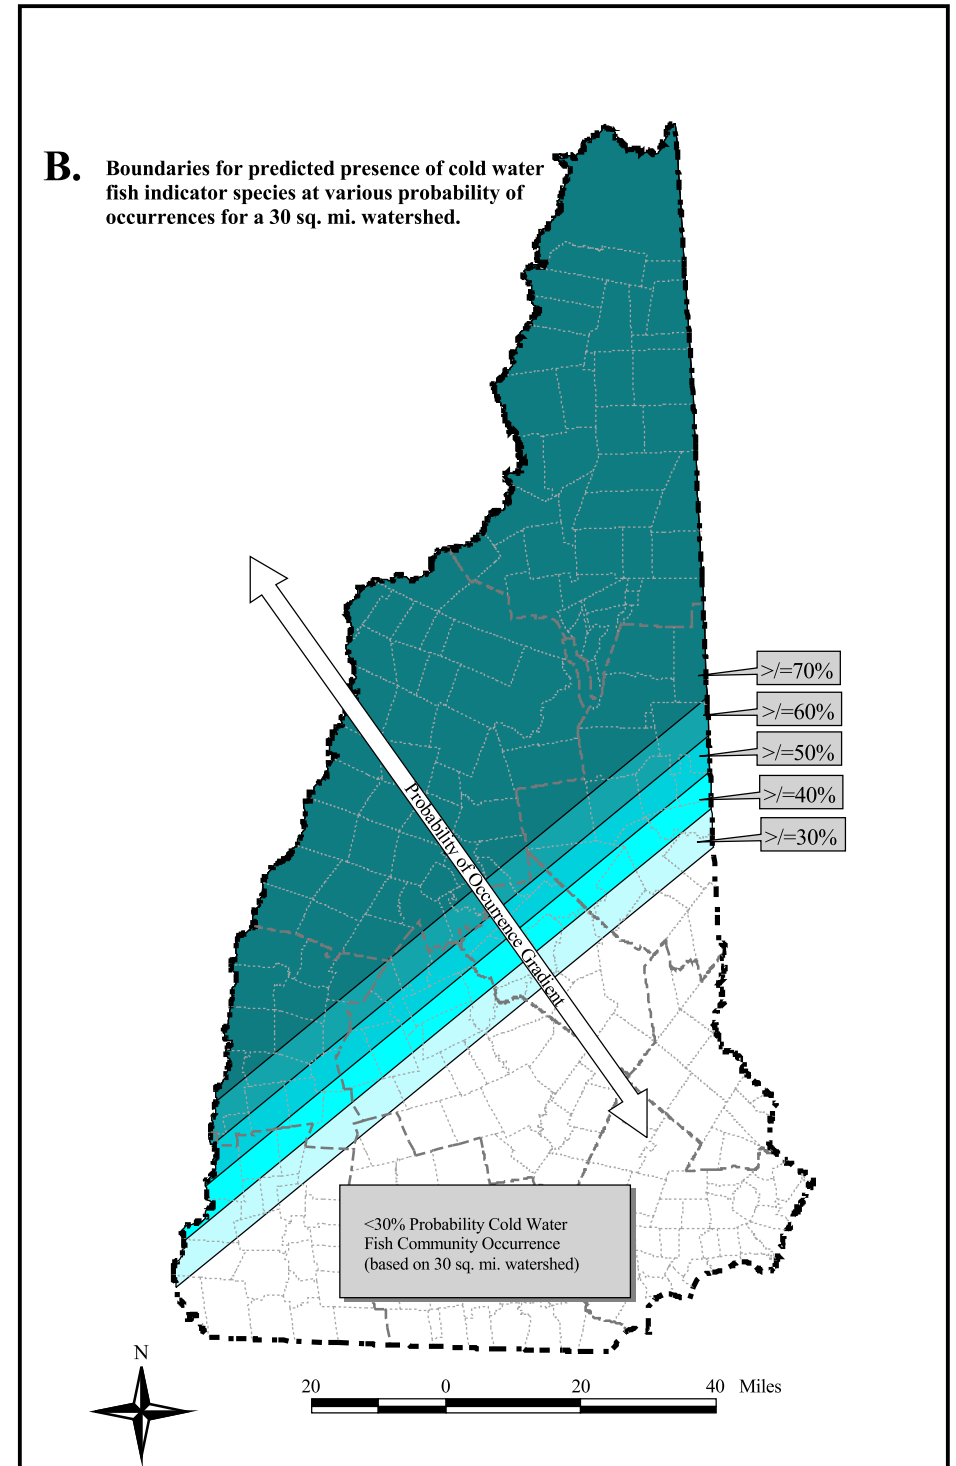 B.
Boundaries for predicted presence of cold water
fish indicator species at various probability of
occurrences for a 30 sq. mi. watershed.
>/=70%
>/=60%
>/=50%
>/=40%
>/=30%
Probability of Occurrence Gradient
<30% Probability Cold Water
Fish Community Occurrence
(based on 30 sq. mi. watershed)
N
20 0 20 40 Miles